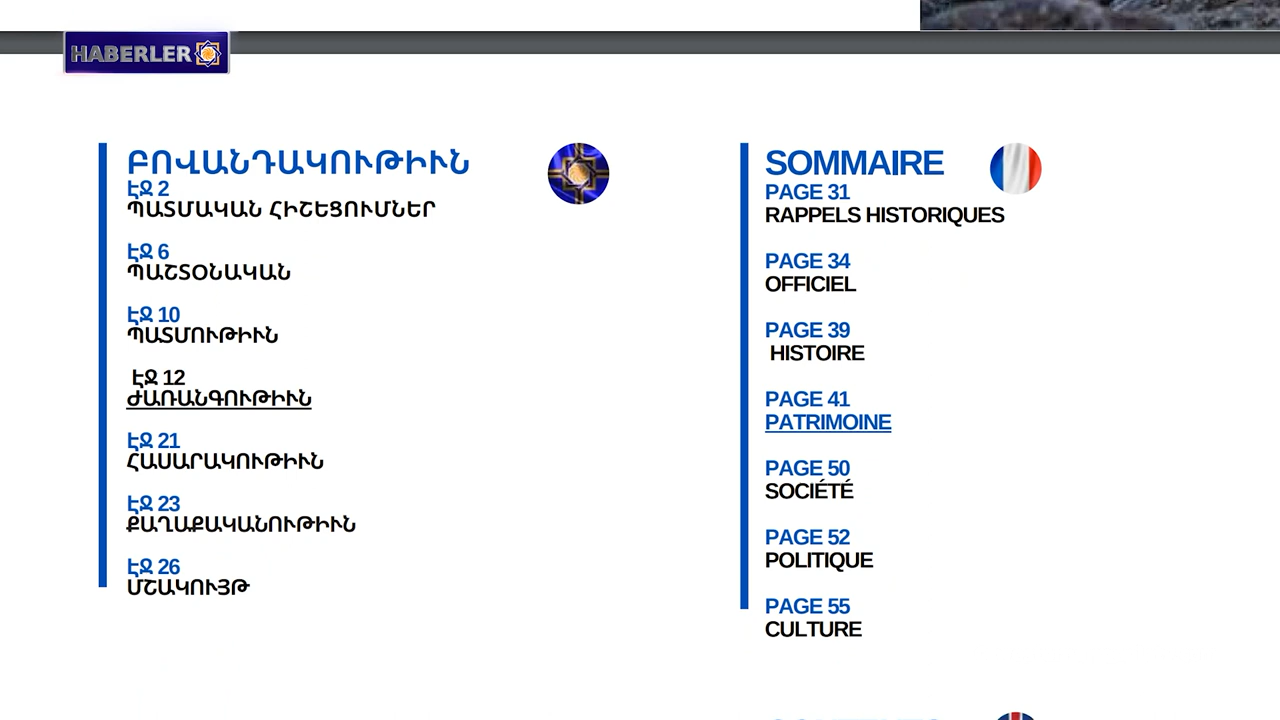 HABERLER
ԲՈՎԱՆԴԱԿՈՒԹԻՒՆ
ԷՋ 2
ՊԱՏՄԱԿԱՆ ՀԻՇԵՑՈՒՄՆԵՐ
ԷՋ 6
ՊԱՇՏՕՆԱԿԱՆ
ԷՋ 10
ՊԱՏՄՈՒԹԻՒՆ
ԷՋ 12
ԺԱՌԱՆԳՈՒԹԻՒՆ
ԷՋ 21
ՀԱՍԱՐԱԿՈՒԹԻՒՆ
ԷՋ 23
ՔԱՂԱՔԱԿԱՆՈՒԹԻՒՆ
ԷՋ 26
ՄՇԱԿՈՒՅԹ
SOMMAIRE
PAGE 31
RAPPELS HISTORIQUES
PAGE 34
OFFICIEL
PAGE 39
HISTOIRE
PAGE 41
PATRIMOINE
PAGE 50
SOCIÉTÉ
PAGE 52
POLITIQUE
PAGE 55
CULTURE